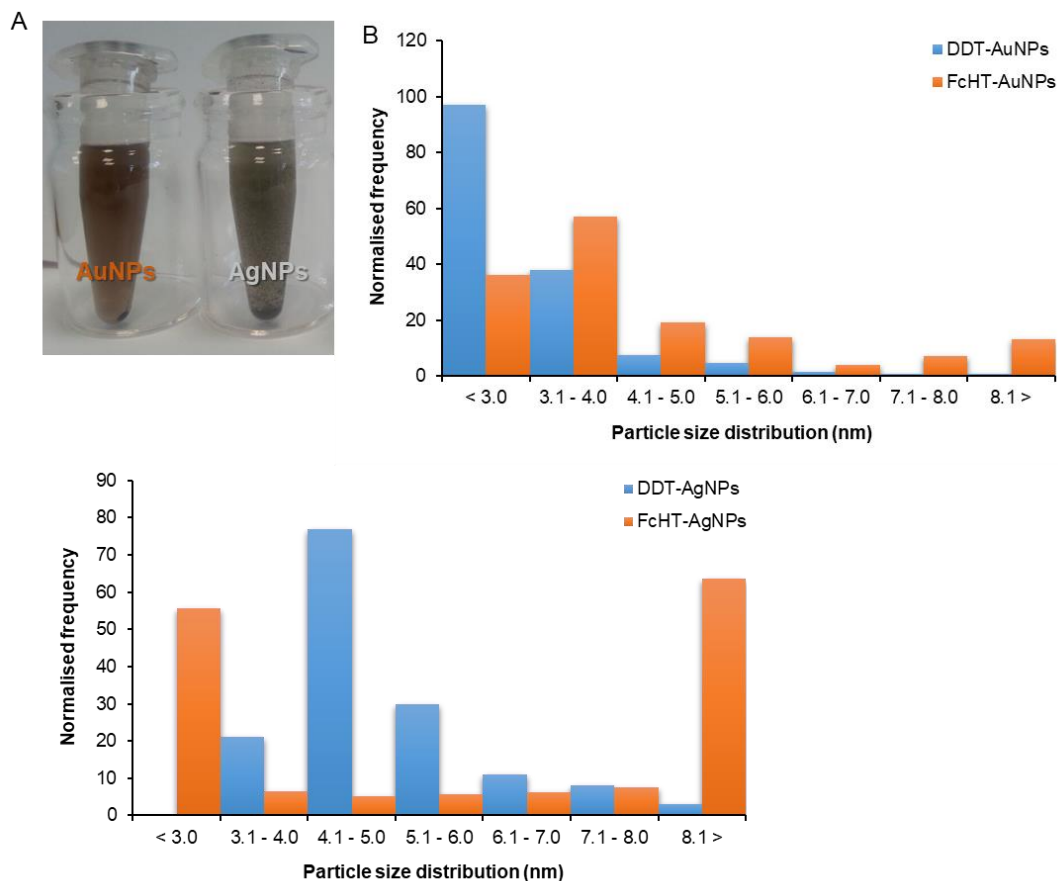 A
AuNPs
AgNPs
B
DDT-AuNPs
FcHT-AuNPs
Normalised frequency
120
100
80
60
40
20
0
< 3.0 3.1 - 4.0 4.1 - 5.0 5.1 - 6.0 6.1 - 7.0 7.1 - 8.0 8.1 >
Particle size distribution (nm)
DDT-AgNPs
FcHT-AgNPs
Normalised frequency
90
80
70
60
50
40
30
20
10
0
< 3.0 3.1 - 4.0 4.1 - 5.0 5.1 - 6.0 6.1 - 7.0 7.1 - 8.0 8.1 >
Particle size distribution (nm)